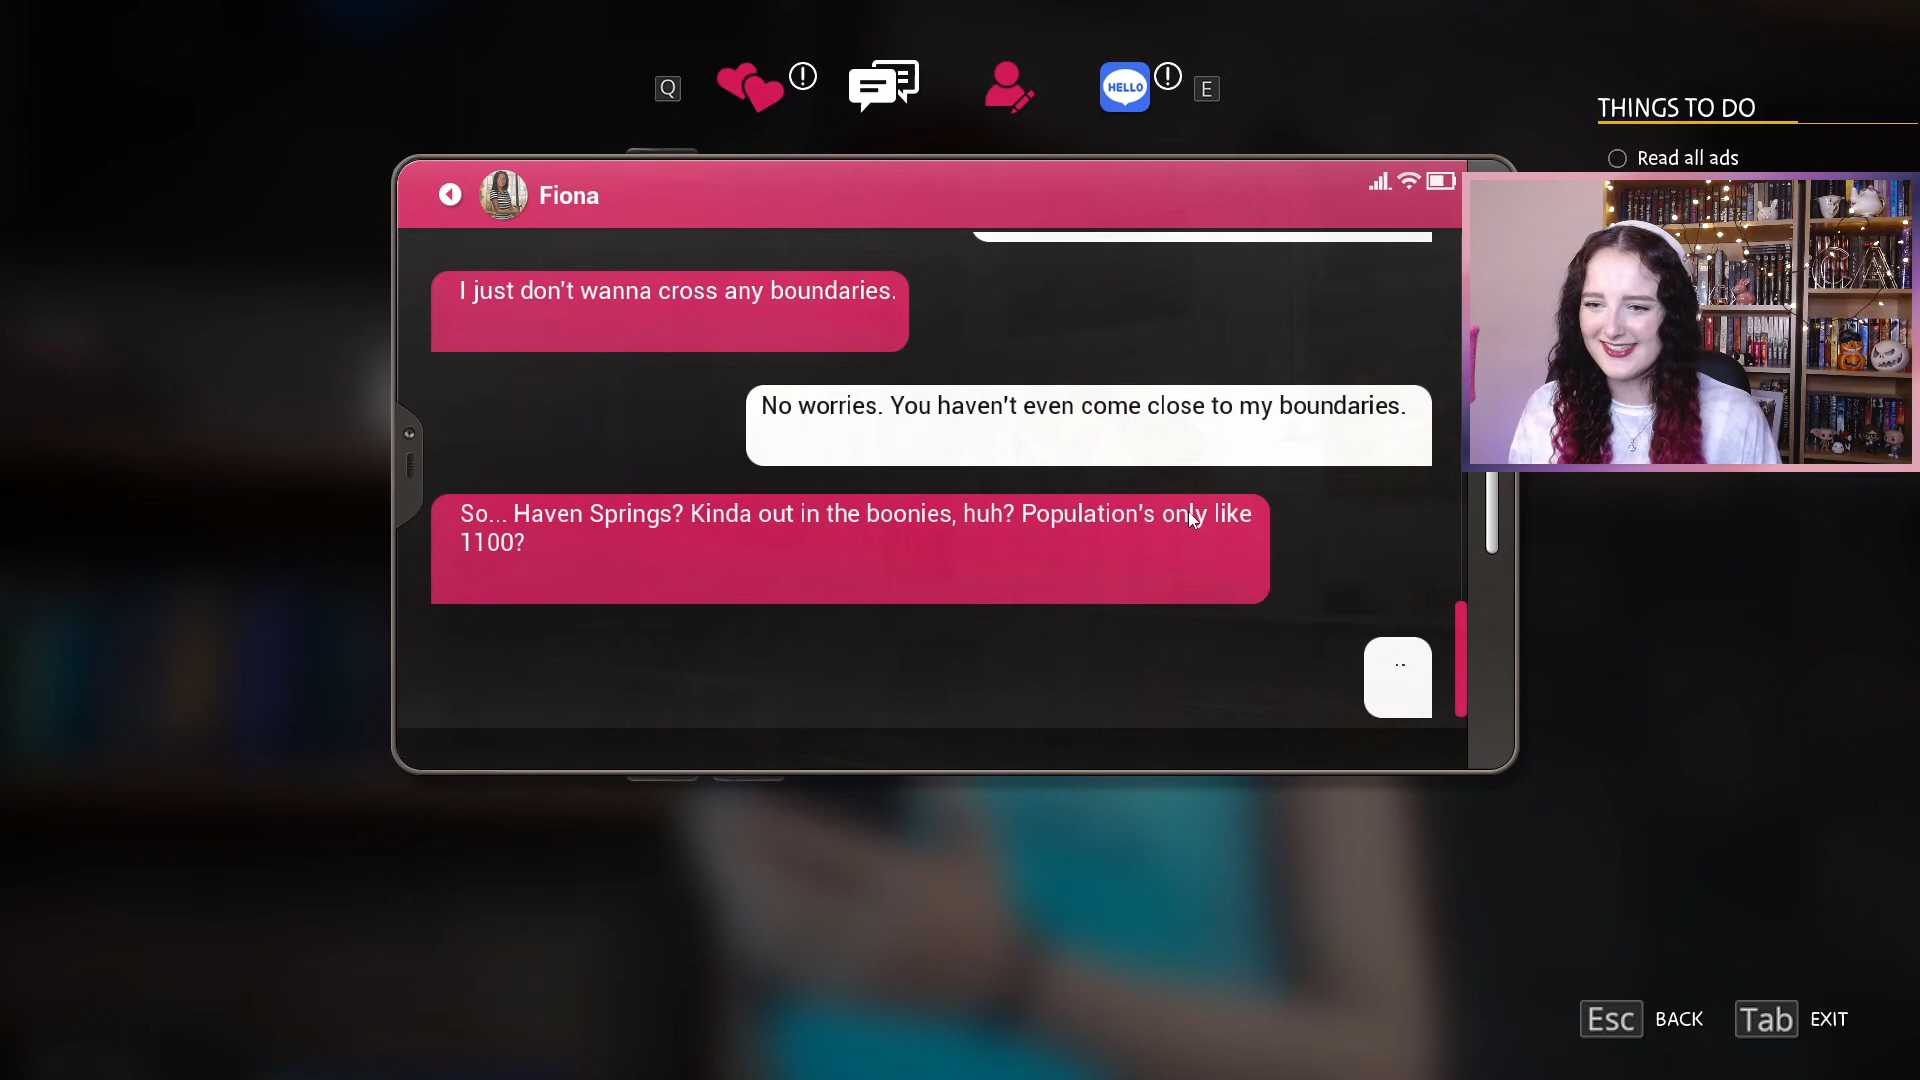 Q
HELLO
E
THINGS TO DO
Read all ads
Fiona
I just don't wanna cross any boundaries.
No worries. You haven't even come close to my boundaries.
So... Haven Springs? Kinda out in the boonies, huh? Population's only like
1100?
..
Esc BACK Tab EXIT